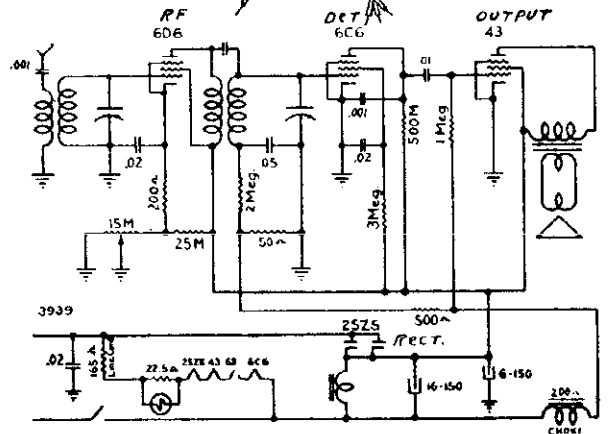 RF
6D6
DET
6C6
OUTPUT
43
.001
.02
200Ω
.05
2 Meg.
.001
.02
.01
500M
1 Meg
3 Meg
15M
25M
50Ω
3939
500Ω
25Z5
RECT.
.02
165Ω
22.5Ω
25Z5 43 6D6 6C6
16-150
16-150
200Ω
CHOKE